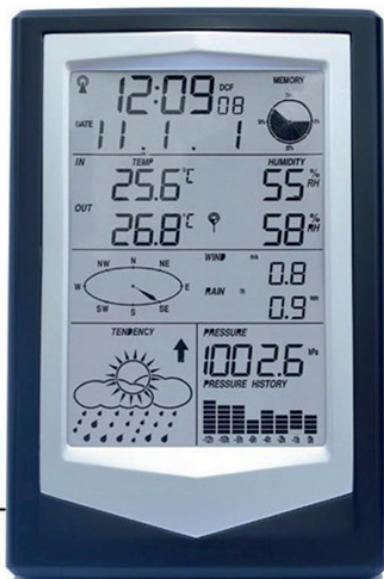 12:09 08 DCF MEMORY
DATE 11.1. 1
IN TEMP HUMIDITY
25.6 °C 55 % RH
OUT
26.8 °C 58 % RH
NW N NE WIND 0.8
W E RAIN
SW S SE 0.9
TENDENCY PRESSURE
1002.6 hPa
PRESSURE HISTORY